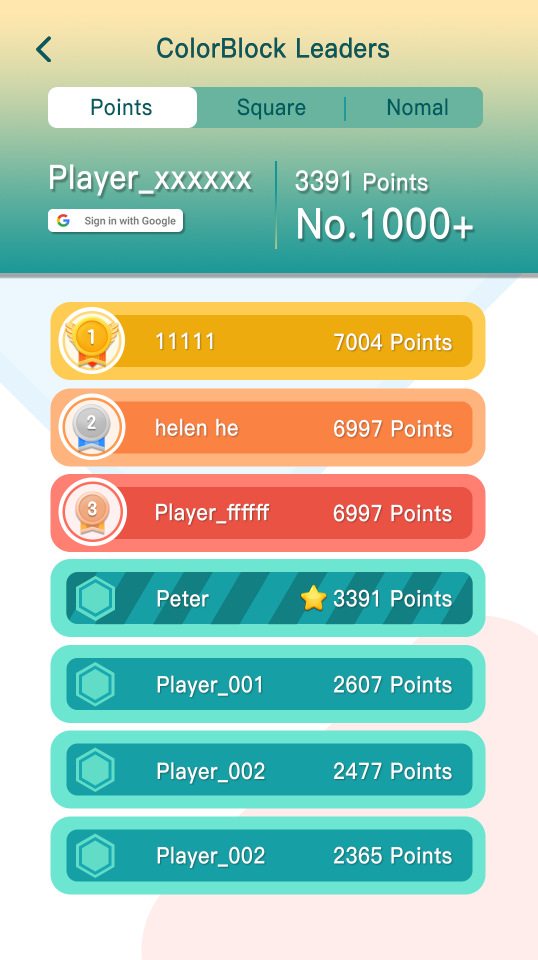 ColorBlock Leaders
Points Square Nomal
Player_xxxxxx
Sign in with Google
3391 Points
No.1000+
1 11111 7004 Points
2 helen he 6997 Points
3 Player_ffffff 6997 Points
Peter 3391 Points
Player_001 2607 Points
Player_002 2477 Points
Player_002 2365 Points